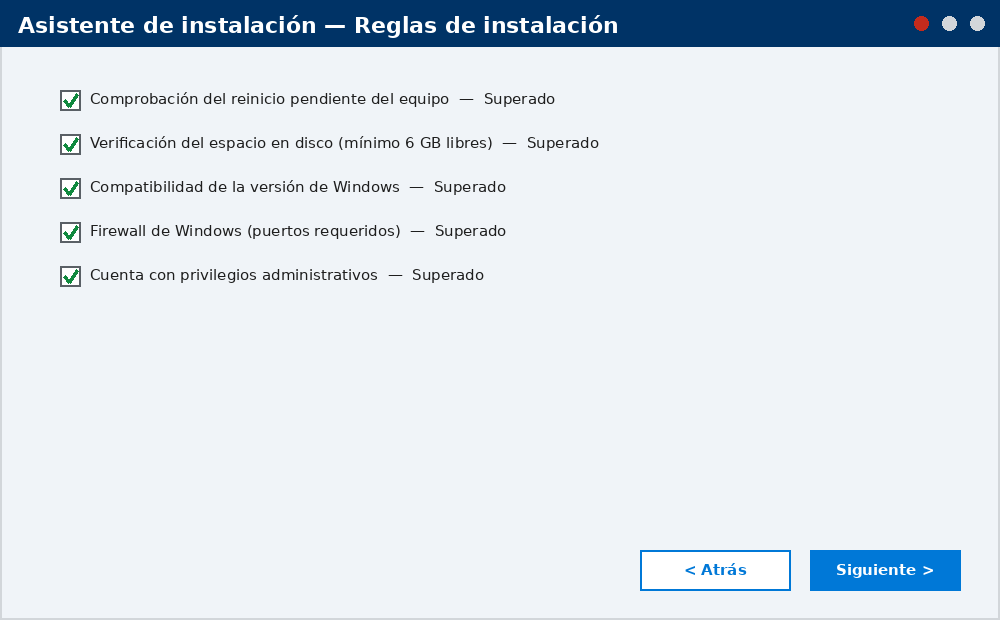 Asistente de instalación — Reglas de instalación
Comprobación del reinicio pendiente del equipo — Superado
Verificación del espacio en disco (mínimo 6 GB libres) — Superado
Compatibilidad de la versión de Windows — Superado
Firewall de Windows (puertos requeridos) — Superado
Cuenta con privilegios administrativos — Superado
< Atrás
Siguiente >